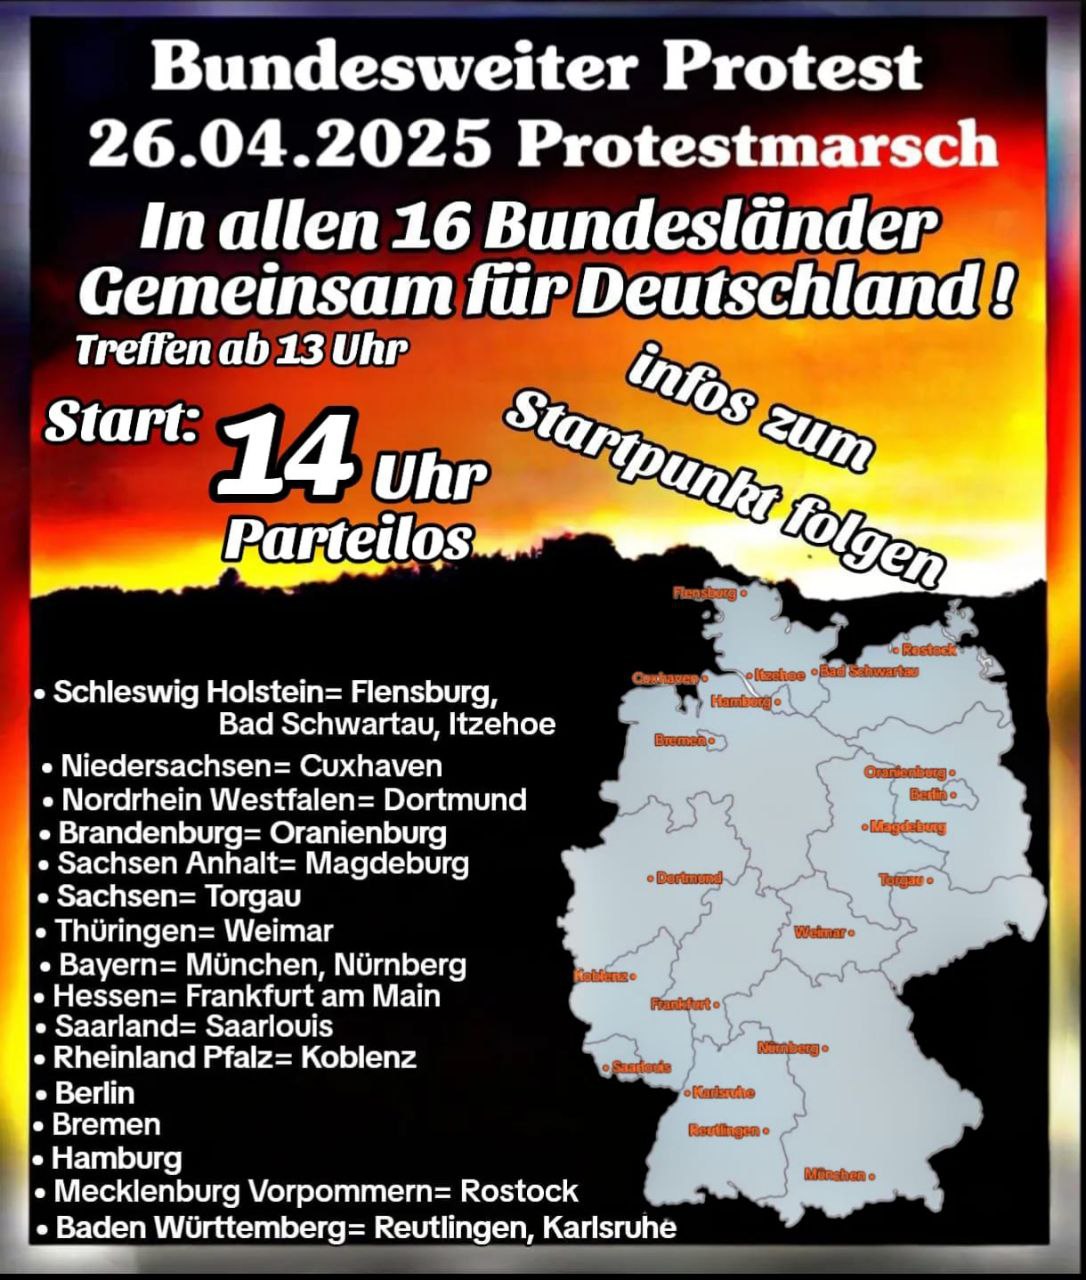 Bundesweiter Protest
26.04.2025 Protestmarsch
In allen 16 Bundesländer
Gemeinsam für Deutschland !
Treffen ab 13 Uhr
Start: 14 Uhr
Parteilos
infos zum
Startpunkt folgen
• Schleswig Holstein= Flensburg,
Bad Schwartau, Itzehoe
• Niedersachsen= Cuxhaven
• Nordrhein Westfalen= Dortmund
• Brandenburg= Oranienburg
• Sachsen Anhalt= Magdeburg
• Sachsen= Torgau
• Thüringen= Weimar
• Bayern= München, Nürnberg
• Hessen= Frankfurt am Main
• Saarland= Saarlouis
• Rheinland Pfalz= Koblenz
• Berlin
• Bremen
• Hamburg
• Mecklenburg Vorpommern= Rostock
• Baden Württemberg= Reutlingen, Karlsruhe
Flensburg
Rostock
Cuxhaven
Itzehoe
Bad Schwartau
Hamburg
Bremen
Oranienburg
Berlin
Magdeburg
Dortmund
Torgau
Weimar
Koblenz
Frankfurt
Nürnberg
Saarlouis
Karlsruhe
Reutlingen
München